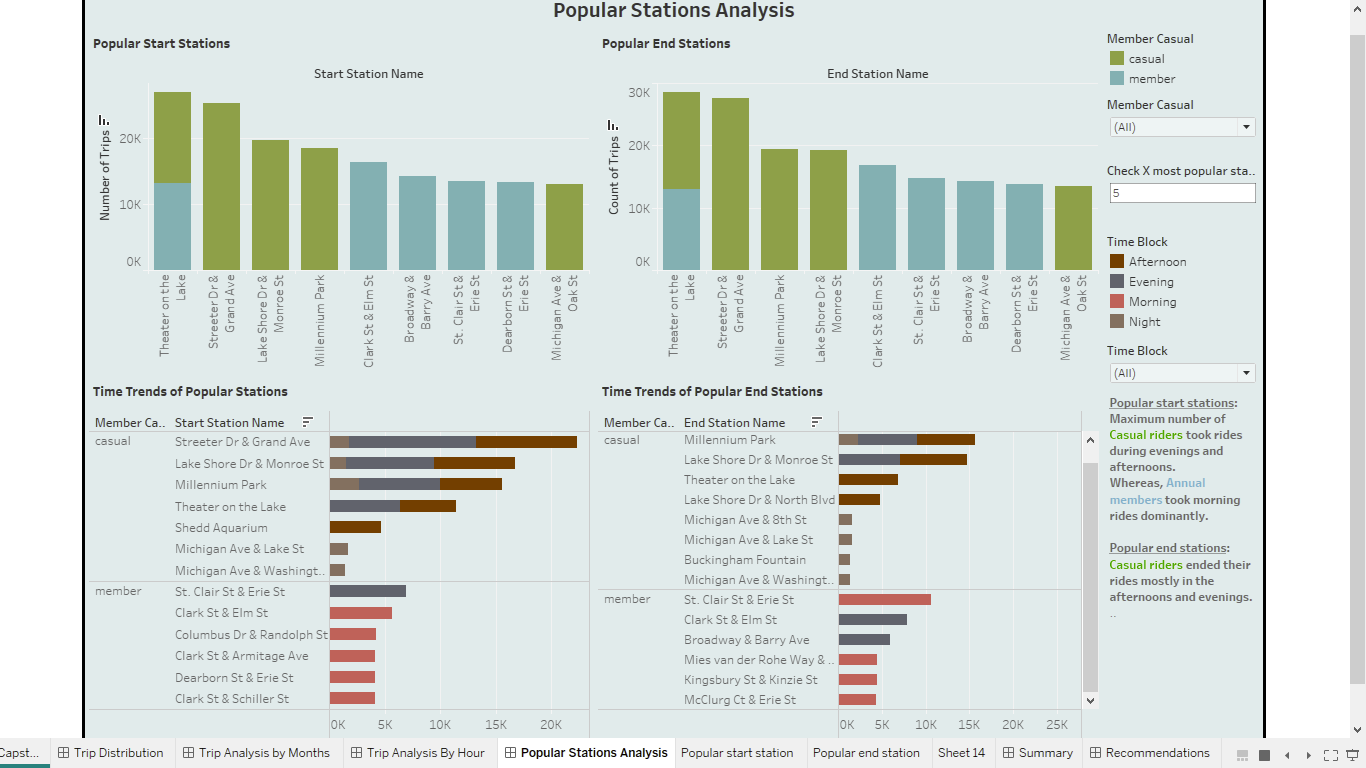 Popular Stations Analysis
Popular Start Stations
Start Station Name
Number of Trips
20K
10K
0K
Theater on the
Lake
Streeter Dr &
Grand Ave
Lake Shore Dr &
Monroe St
Millennium Park
Clark St & Elm St
Broadway &
Barry Ave
St. Clair St &
Erie St
Dearborn St &
Erie St
Michigan Ave &
Oak St
Popular End Stations
End Station Name
Count of Trips
30K
20K
10K
0K
Theater on the
Lake
Streeter Dr &
Grand Ave
Millennium Park
Lake Shore Dr &
Monroe St
Clark St & Elm St
St. Clair St &
Erie St
Broadway &
Barry Ave
Dearborn St &
Erie St
Michigan Ave &
Oak St
Member Casual
casual
member
Member Casual
(All)
Check X most popular sta..
5
Time Block
Afternoon
Evening
Morning
Night
Time Block
(All)
Popular start stations:
Maximum number of
Casual riders took rides
during evenings and
afternoons.
Whereas, Annual
members took morning
rides dominantly.
Popular end stations:
Casual riders ended their
rides mostly in the
afternoons and evenings.
..
Time Trends of Popular Stations
Member Ca.. Start Station Name
casual Streeter Dr & Grand Ave
Lake Shore Dr & Monroe St
Millennium Park
Theater on the Lake
Shedd Aquarium
Michigan Ave & Lake St
Michigan Ave & Washingt..
member St. Clair St & Erie St
Clark St & Elm St
Columbus Dr & Randolph St
Clark St & Armitage Ave
Dearborn St & Erie St
Clark St & Schiller St
0K 5K 10K 15K 20K
Time Trends of Popular End Stations
Member Ca.. End Station Name
casual Millennium Park
Lake Shore Dr & Monroe St
Theater on the Lake
Lake Shore Dr & North Blvd
Michigan Ave & 8th St
Michigan Ave & Lake St
Buckingham Fountain
Michigan Ave & Washingt..
member St. Clair St & Erie St
Clark St & Elm St
Broadway & Barry Ave
Mies van der Rohe Way & ..
Kingsbury St & Kinzie St
McClurg Ct & Erie St
0K 5K 10K 15K 20K 25K
Capst... Trip Distribution Trip Analysis by Months Trip Analysis By Hour Popular Stations Analysis Popular start station Popular end station Sheet 14 Summary Recommendations